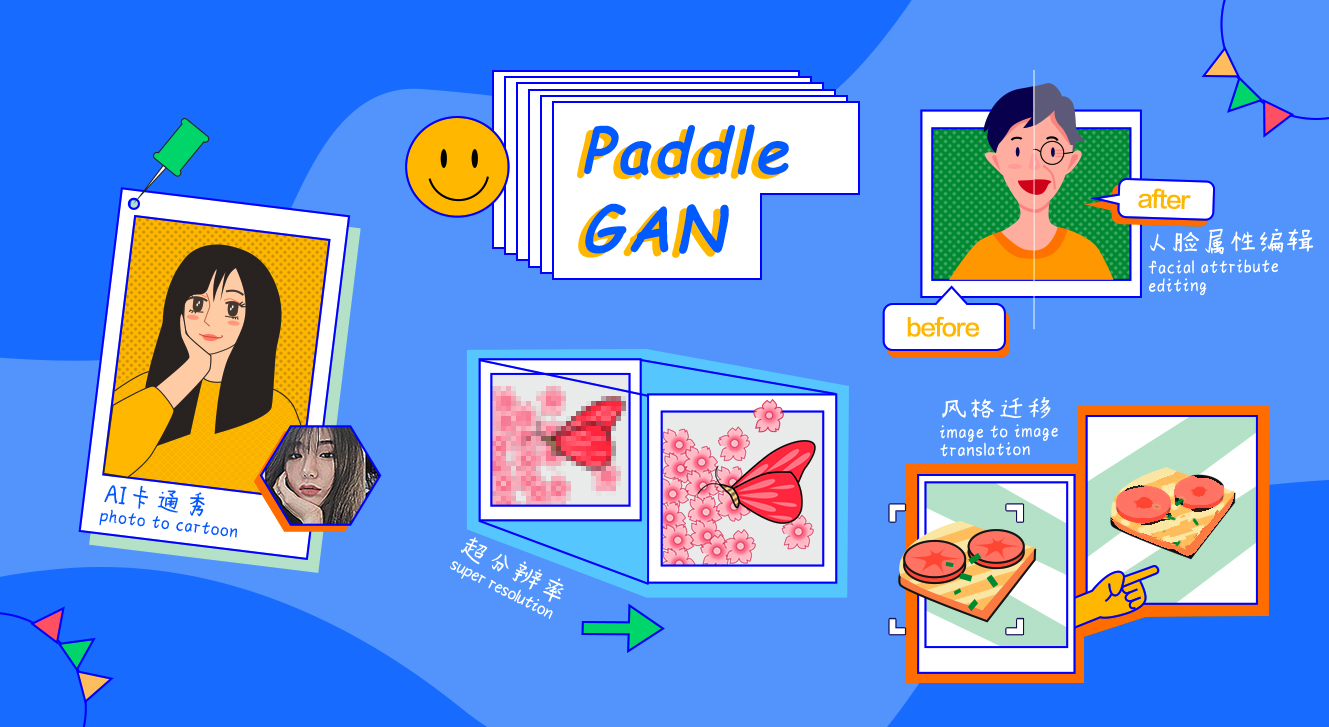 Paddle
GAN
after
人脸属性编辑
facial attribute
editing
before
AI卡通秀
photo to cartoon
超分辨率
super resolution
风格迁移
image to image
translation